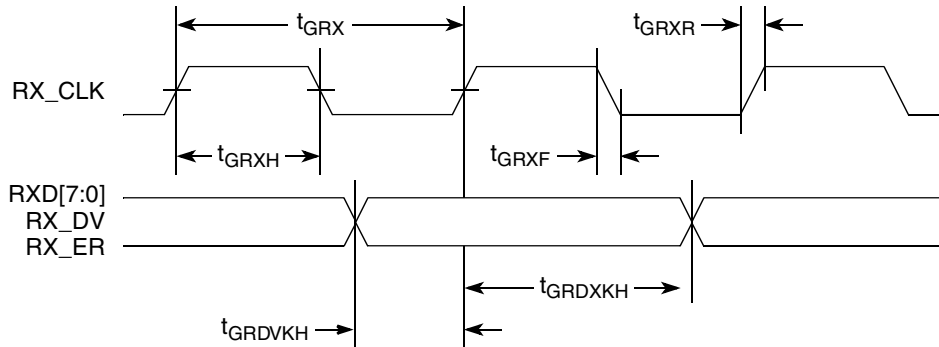 tGRX
tGRXR
RX_CLK
tGRXH
tGRXF
RXD[7:0]
RX_DV
RX_ER
tGRDXKH
tGRDVKH